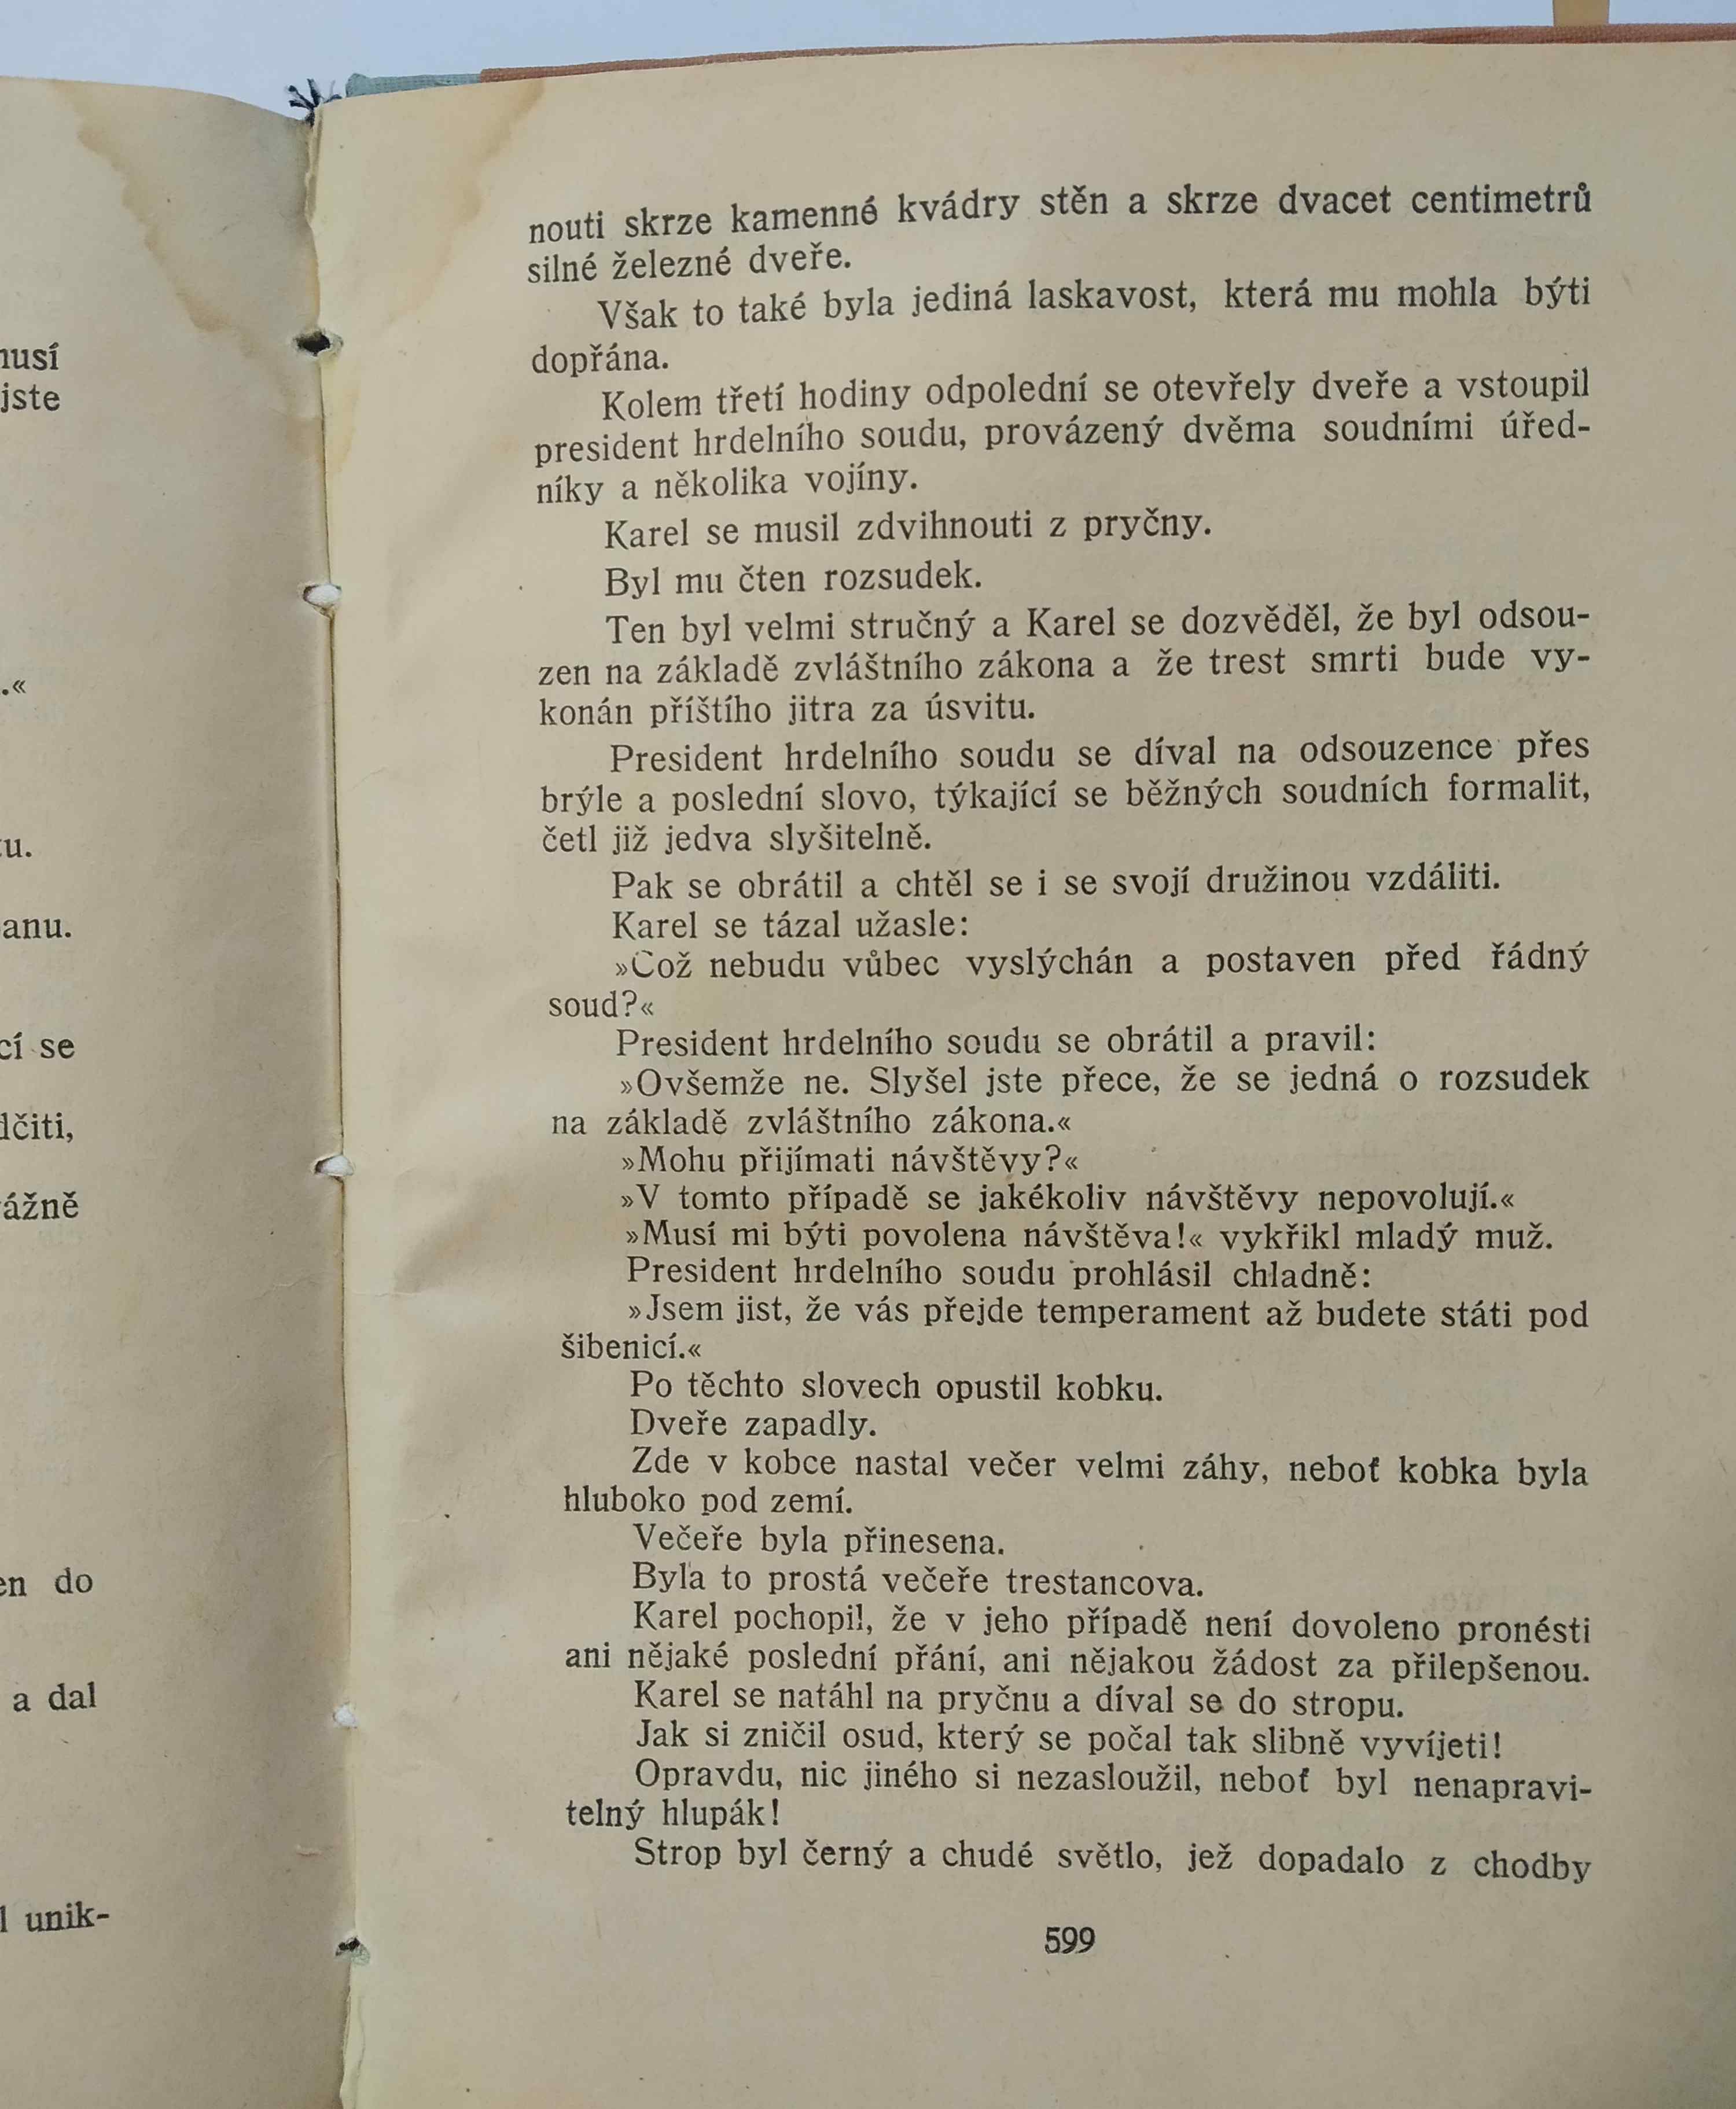 jste
u.
anu.
cí se
dčiti,
ážně
en do
a dal
l unik-
nouti skrze kamenné kvádry stěn a skrze dvacet centimetrů
silné železné dveře.
Však to také byla jediná laskavost, která mu mohla býti
dopřána.
Kolem třetí hodiny odpolední se otevřely dveře a vstoupil
president hrdelního soudu, provázený dvěma soudními úřed-
níky a několika vojíny.
Karel se musil zdvihnouti z pryčny.
Byl mu čten rozsudek.
Ten byl velmi stručný a Karel se dozvěděl, že byl odsou-
zen na základě zvláštního zákona a že trest smrti bude vy-
konán příštího jitra za úsvitu.
President hrdelního soudu se díval na odsouzence přes
brýle a poslední slovo, týkající se běžných soudních formalit,
četl již jedva slyšitelně.
Pak se obrátil a chtěl se i se svojí družinou vzdáliti.
Karel se tázal užasle:
»Což nebudu vůbec vyslýchán a postaven před řádný
soud?«
President hrdelního soudu se obrátil a pravil:
»Ovšemže ne. Slyšel jste přece, že se jedná o rozsudek
na základě zvláštního zákona.«
»Mohu přijímati návštěvy?«
»V tomto případě se jakékoliv návštěvy nepovolují.«
»Musí mi býti povolena návštěva!« vykřikl mladý muž.
President hrdelního soudu prohlásil chladně:
»Jsem jist, že vás přejde temperament až budete státi pod
šibenicí.«
Po těchto slovech opustil kobku.
Dveře zapadly.
Zde v kobce nastal večer velmi záhy, neboť kobka byla
hluboko pod zemí.
Večeře byla přinesena.
Byla to prostá večeře trestancova.
Karel pochopil, že v jeho případě není dovoleno pronésti
ani nějaké poslední přání, ani nějakou žádost za přilepšenou.
Karel se natáhl na pryčnu a díval se do stropu.
Jak si zničil osud, který se počal tak slibně vyvíjeti!
Opravdu, nic jiného si nezasloužil, neboť byl nenapravi-
telný hlupák!
Strop byl černý a chudé světlo, jež dopadalo z chodby
599